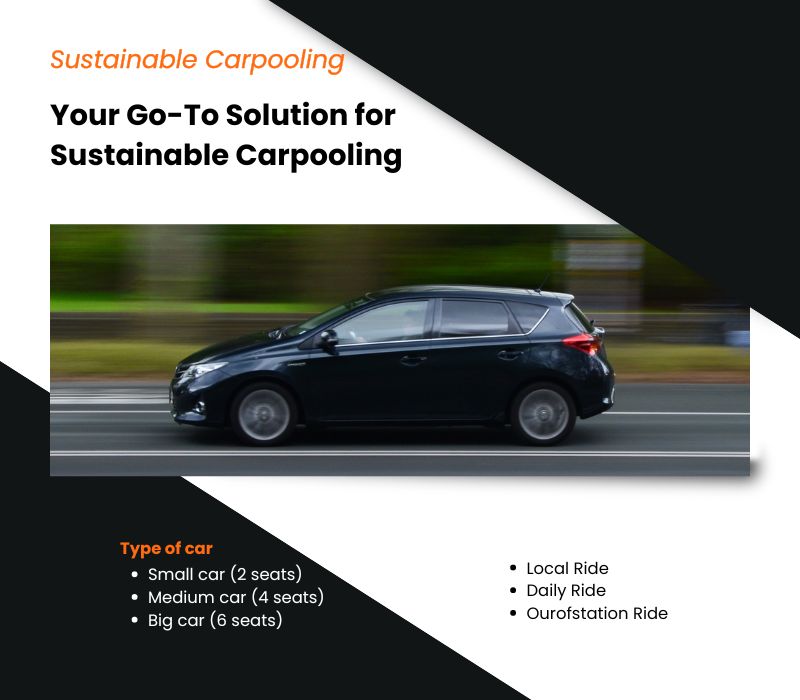 Sustainable Carpooling
Your Go-To Solution for
Sustainable Carpooling
Type of car
• Small car (2 seats)
• Medium car (4 seats)
• Big car (6 seats)
• Local Ride
• Daily Ride
• Ourofstation Ride